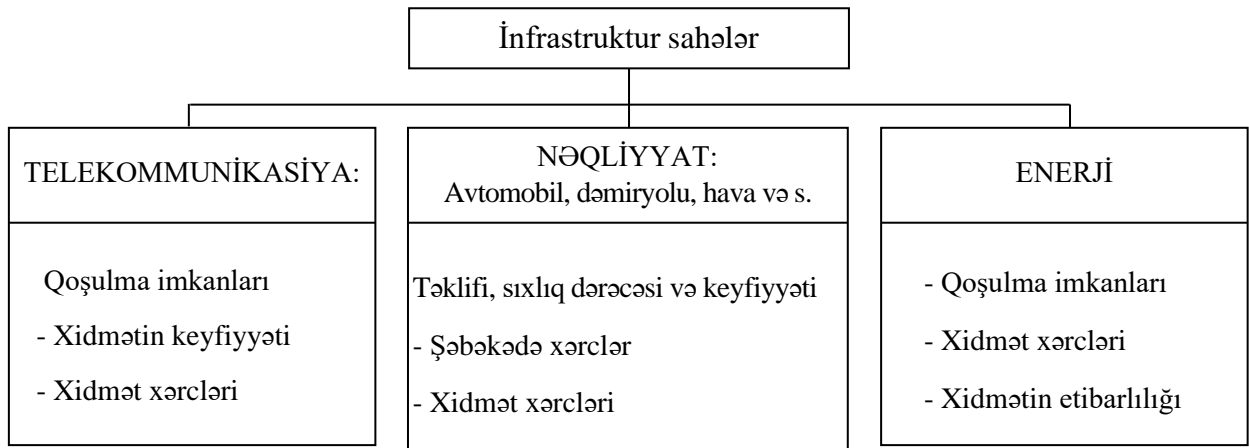 İnfrastruktur sahələr
TELEKOMMUNİKASİYA:
Qoşulma imkanları
- Xidmətin keyfiyyəti
- Xidmət xərcləri
NƏQLİYYAT:
Avtomobil, dəmiryolu, hava və s.
Təklifi, sıxlıq dərəcəsi və keyfiyyəti
- Şəbəkədə xərclər
- Xidmət xərcləri
ENERJİ
- Qoşulma imkanları
- Xidmət xərcləri
- Xidmətin etibarlılığı